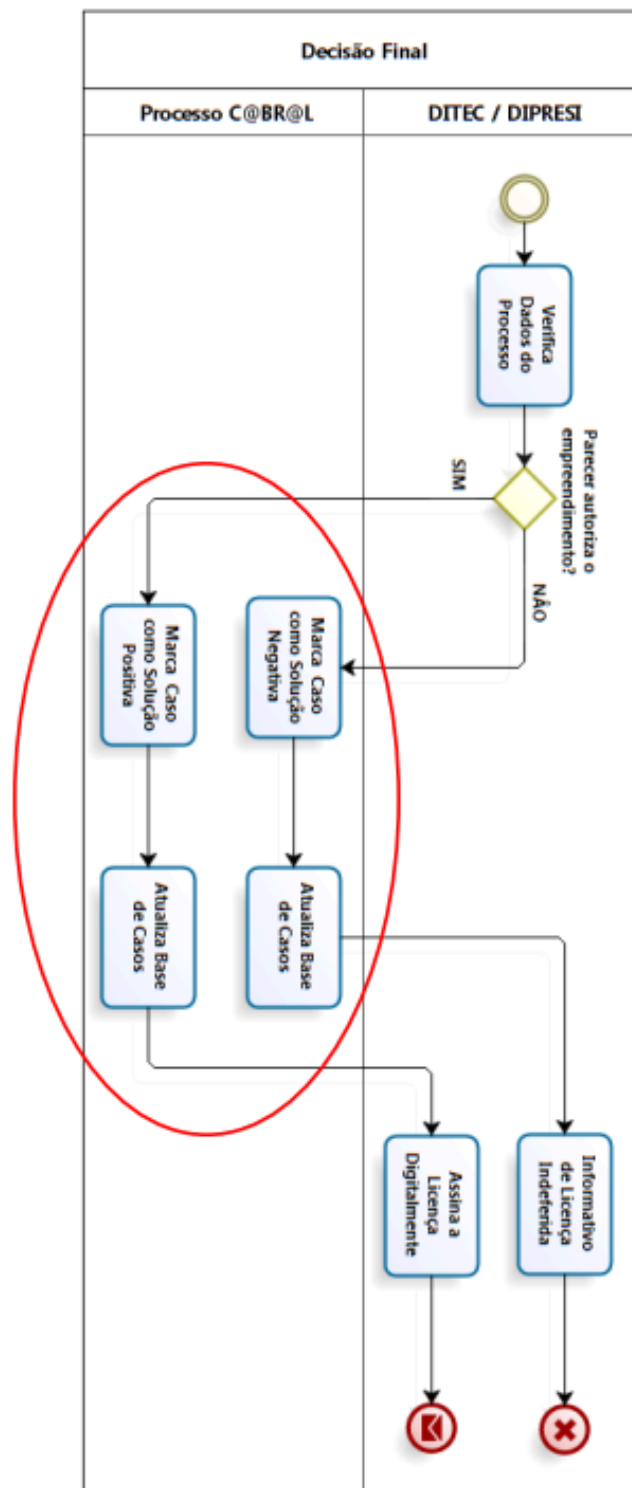 Decisão Final
Processo C@BR@L
DITEC / DIPRESI
Verifica
Dados do
Processo
Parecer autoriza o
empreendimento?
SIM
NÃO
Marca Caso
como Solução
Positiva
Marca Caso
como Solução
Negativa
Atualiza Base
de Casos
Atualiza Base
de Casos
Assina a
Licença
Digitalmente
Informativo
de Licença
Indeferida